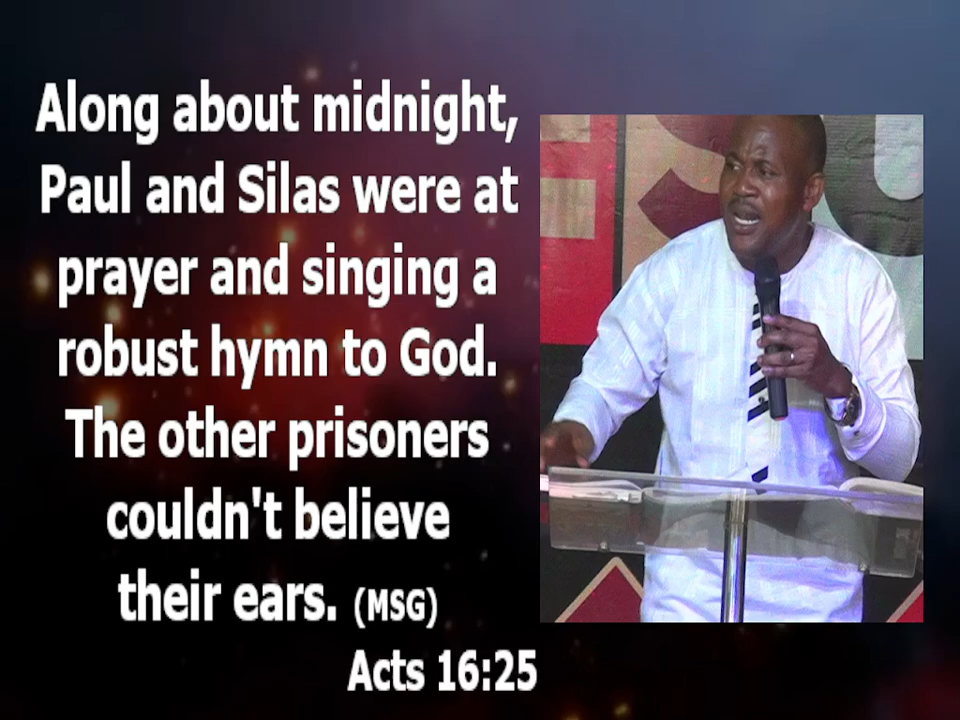 Along about midnight,
Paul and Silas were at
prayer and singing a
robust hymn to God.
The other prisoners
couldn't believe
their ears. (MSG)
Acts 16:25